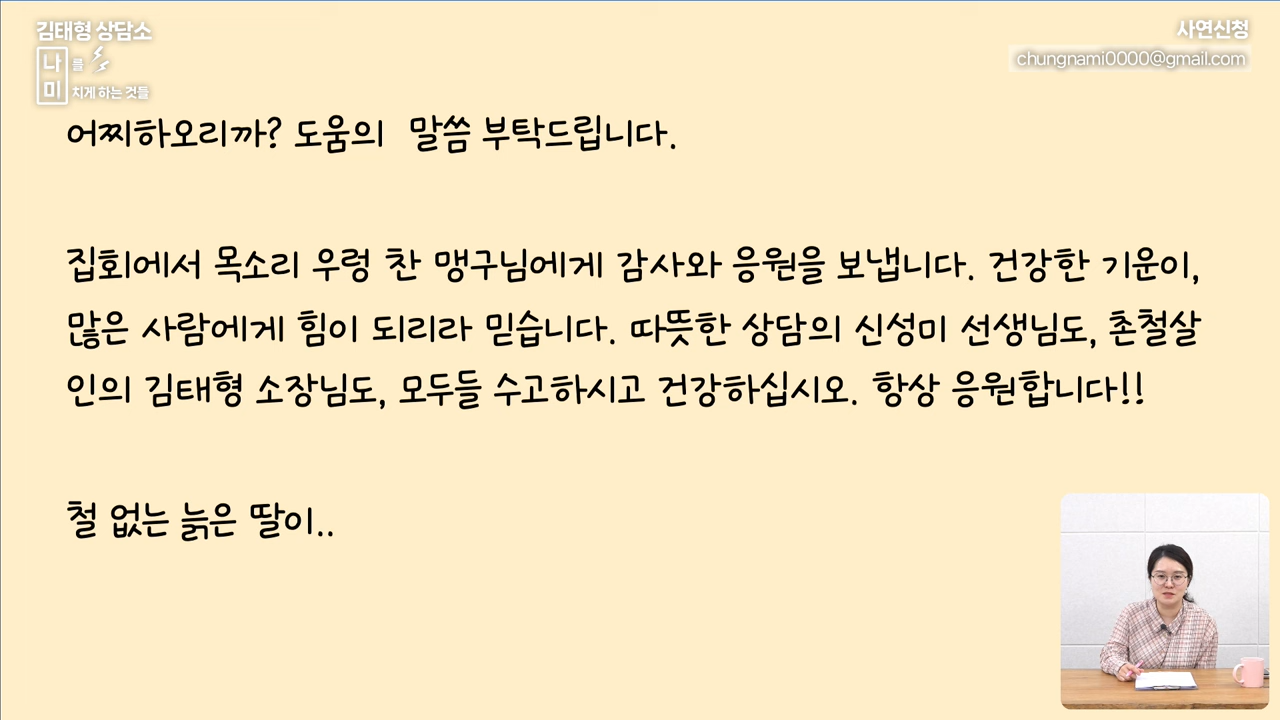 김태형 상담소
나를
미치게 하는 것들
사연신청
chungnami0000@gmail.com
어찌하오리까? 도움의 말씀 부탁드립니다.
집회에서 목소리 우렁 찬 맹구님에게 감사와 응원을 보냅니다. 건강한 기운이,
많은 사람에게 힘이 되리라 믿습니다. 따뜻한 상담의 신성미 선생님도, 촌철살
인의 김태형 소장님도, 모두들 수고하시고 건강하십시오. 항상 응원합니다!!
철 없는 늙은 딸이..